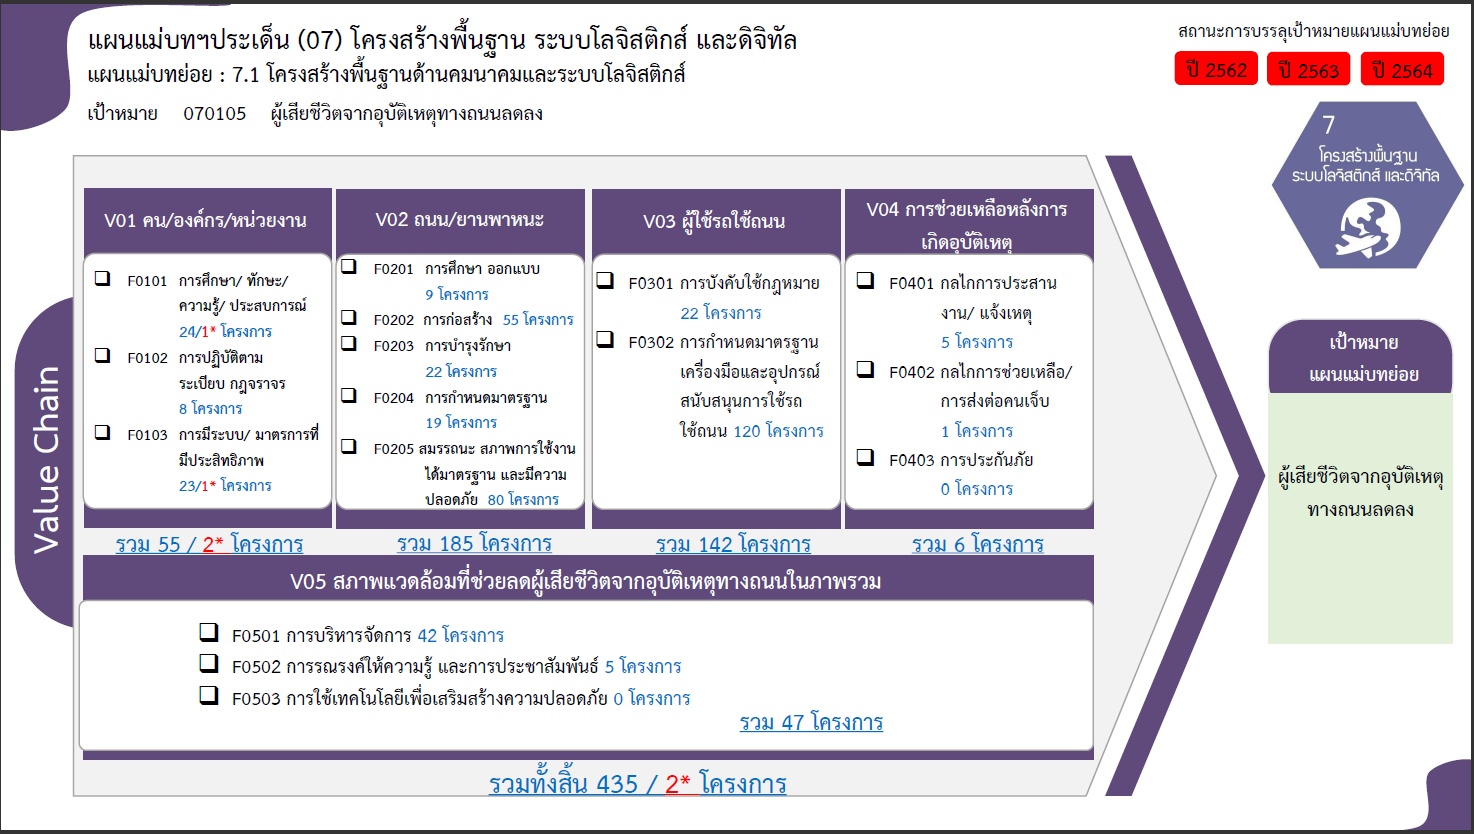 แผนแม่บทฯประเด็น (07) โครงสร้างพื้นฐาน ระบบโลจิสติกส์ และดิจิทัล
แผนแม่บทย่อย : 7.1 โครงสร้างพื้นฐานด้านคมนาคมและระบบโลจิสติกส์
เป้าหมาย 070105 ผู้เสียชีวิตจากอุบัติเหตุทางถนนลดลง
สถานะการบรรลุเป้าหมายแผนแม่บทย่อย
ปี 2562 ปี 2563 ปี 2564
7
โครงสร้างพื้นฐาน
ระบบโลจิสติกส์ และดิจิทัล
Value Chain
V01 คน/องค์กร/หน่วยงาน
F0101 การศึกษา/ ทักษะ/
ความรู้/ ประสบการณ์
24/1* โครงการ
F0102 การปฏิบัติตาม
ระเบียบ กฎจราจร
8 โครงการ
F0103 การมีระบบ/ มาตรการที่
มีประสิทธิภาพ
23/1* โครงการ
รวม 55 / 2* โครงการ
V02 ถนน/ยานพาหนะ
F0201 การศึกษา ออกแบบ
9 โครงการ
F0202 การก่อสร้าง 55 โครงการ
F0203 การบำรุงรักษา
22 โครงการ
F0204 การกำหนดมาตรฐาน
19 โครงการ
F0205 สมรรถนะ สภาพการใช้งาน
ได้มาตรฐาน และมีความ
ปลอดภัย 80 โครงการ
รวม 185 โครงการ
V03 ผู้ใช้รถใช้ถนน
F0301 การบังคับใช้กฎหมาย
22 โครงการ
F0302 การกำหนดมาตรฐาน
เครื่องมือและอุปกรณ์
สนับสนุนการใช้รถ
ใช้ถนน 120 โครงการ
รวม 142 โครงการ
V04 การช่วยเหลือหลังการ
เกิดอุบัติเหตุ
F0401 กลไกการประสาน
งาน/ แจ้งเหตุ
5 โครงการ
F0402 กลไกการช่วยเหลือ/
การส่งต่อคนเจ็บ
1 โครงการ
F0403 การประกันภัย
0 โครงการ
รวม 6 โครงการ
V05 สภาพแวดล้อมที่ช่วยลดผู้เสียชีวิตจากอุบัติเหตุทางถนนในภาพรวม
F0501 การบริหารจัดการ 42 โครงการ
F0502 การรณรงค์ให้ความรู้ และการประชาสัมพันธ์ 5 โครงการ
F0503 การใช้เทคโนโลยีเพื่อเสริมสร้างความปลอดภัย 0 โครงการ
รวม 47 โครงการ
รวมทั้งสิ้น 435 / 2* โครงการ
เป้าหมาย
แผนแม่บทย่อย
ผู้เสียชีวิตจากอุบัติเหตุ
ทางถนนลดลง